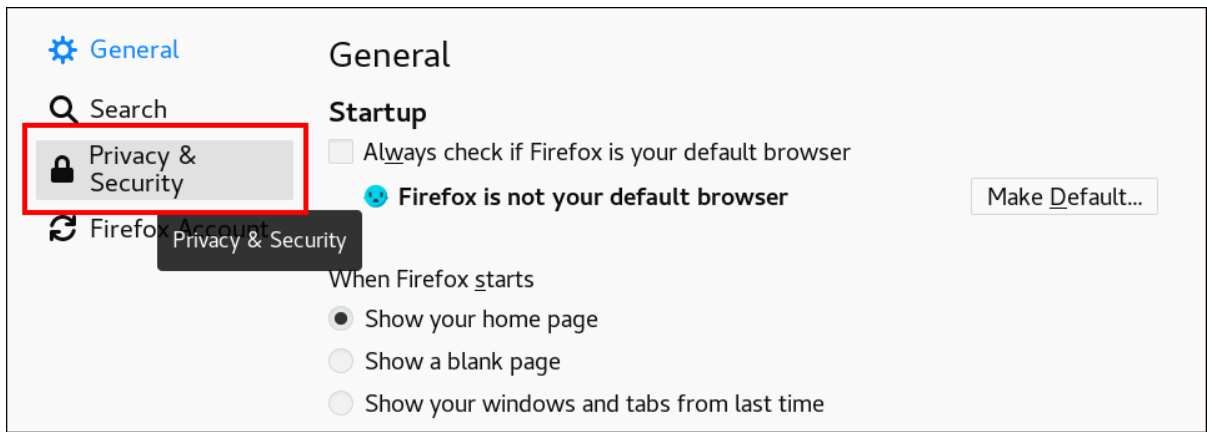 General
Search
Privacy &
Security
Firefox Account
Privacy & Security
General
Startup
Always check if Firefox is your default browser
Firefox is not your default browser
Make Default...
When Firefox starts
Show your home page
Show a blank page
Show your windows and tabs from last time